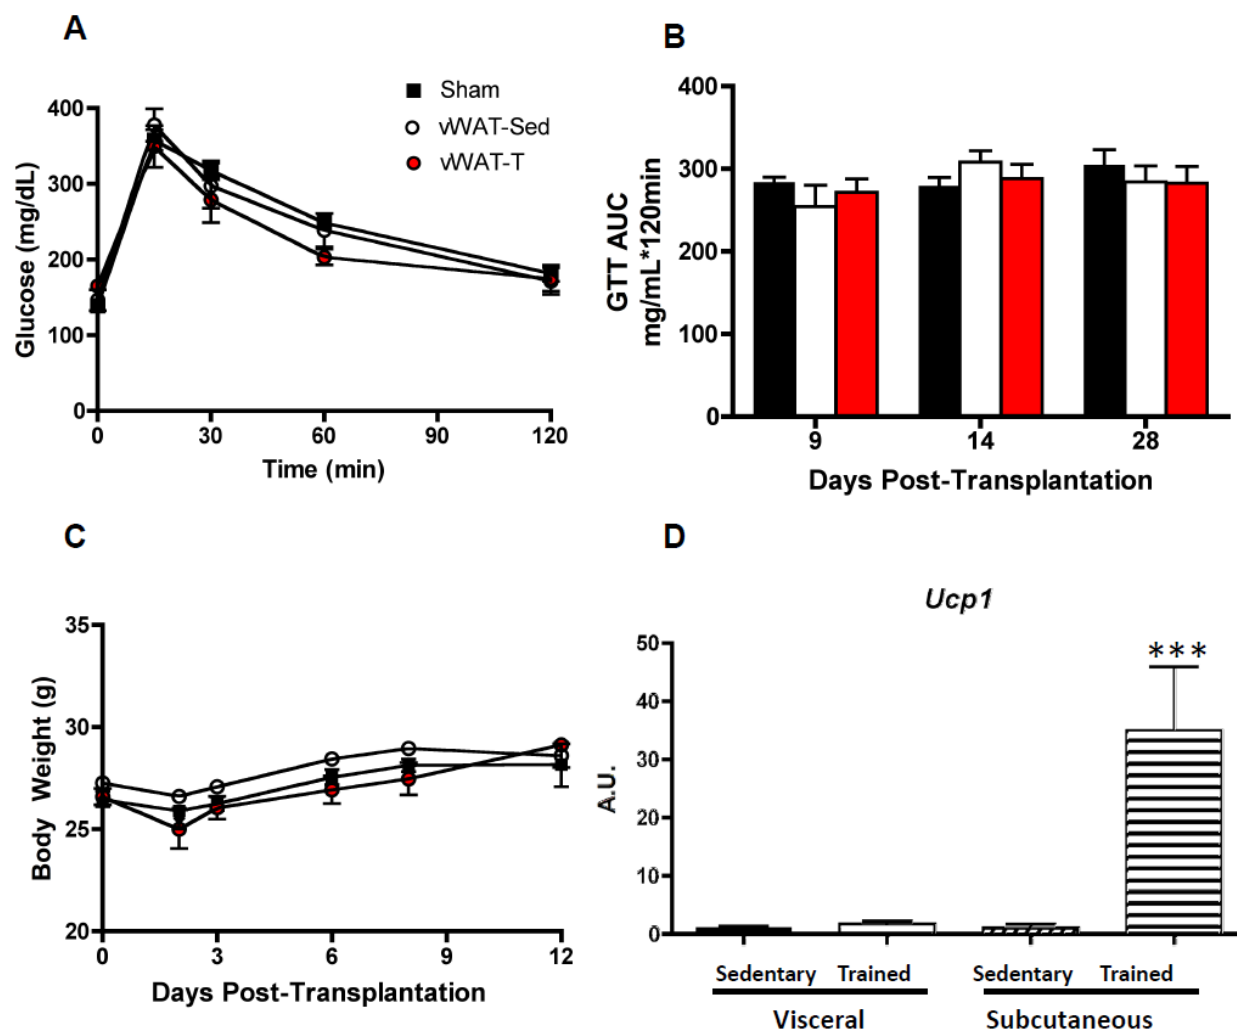 A
Glucose (mg/dL)
400
300
200
100
0
0 30 60 90 120
Time (min)
Sham
vWAT-Sed
vWAT-T
B
GTT AUC
mg/mL*120min
400
300
200
100
0
9 14 28
Days Post-Transplantation
C
Body Weight (g)
35
30
25
20
0 3 6 9 12
Days Post-Transplantation
D
Ucp1
A.U.
50
40
30
20
10
0
***
Sedentary Trained Sedentary Trained
Visceral Subcutaneous